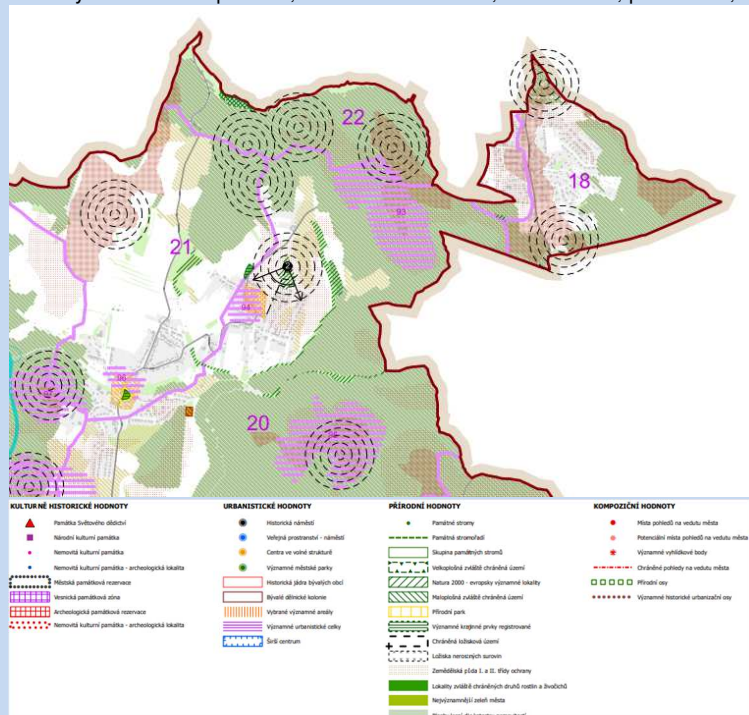 22
18
21
93
94
96
20
KULTURNĚ HISTORICKÉ HODNOTY
Památka Světového dědictví
Národní kulturní památka
Nemovitá kulturní památka
Nemovitá kulturní památka - archeologická lokalita
Městská památková rezervace
Vesnická památková zóna
Archeologická památková rezervace
Nemovitá kulturní památka - archeologická lokalita
URBANISTICKÉ HODNOTY
Historická náměstí
Veřejná prostranství - náměstí
Centra ve volné struktuře
Významné městské parky
Historická jádra bývalých obcí
Bývalé dělnické kolonie
Vybrané významné areály
Významné urbanistické celky
Širší centrum
PŘÍRODNÍ HODNOTY
Památné stromy
Památná stromořadí
Skupina památných stromů
Velkoplošná zvláště chráněná území
Natura 2000 - evropsky významné lokality
Maloplošná zvláště chráněná území
Přírodní park
Významné krajinné prvky registrované
Chráněná ložisková území
Ložiska nerostných surovin
Zemědělská půda I. a II. třídy ochrany
Lokality zvláště chráněných druhů rostlin a živočichů
Nejvýznamnější zeleň města
KOMPOZIČNÍ HODNOTY
Místa pohledů na vedutu města
Potenciální místa pohledů na vedutu města
Významné vyhlídkové body
Chráněné pohledy na vedutu města
Přírodní osy
Významné historické urbanizační osy